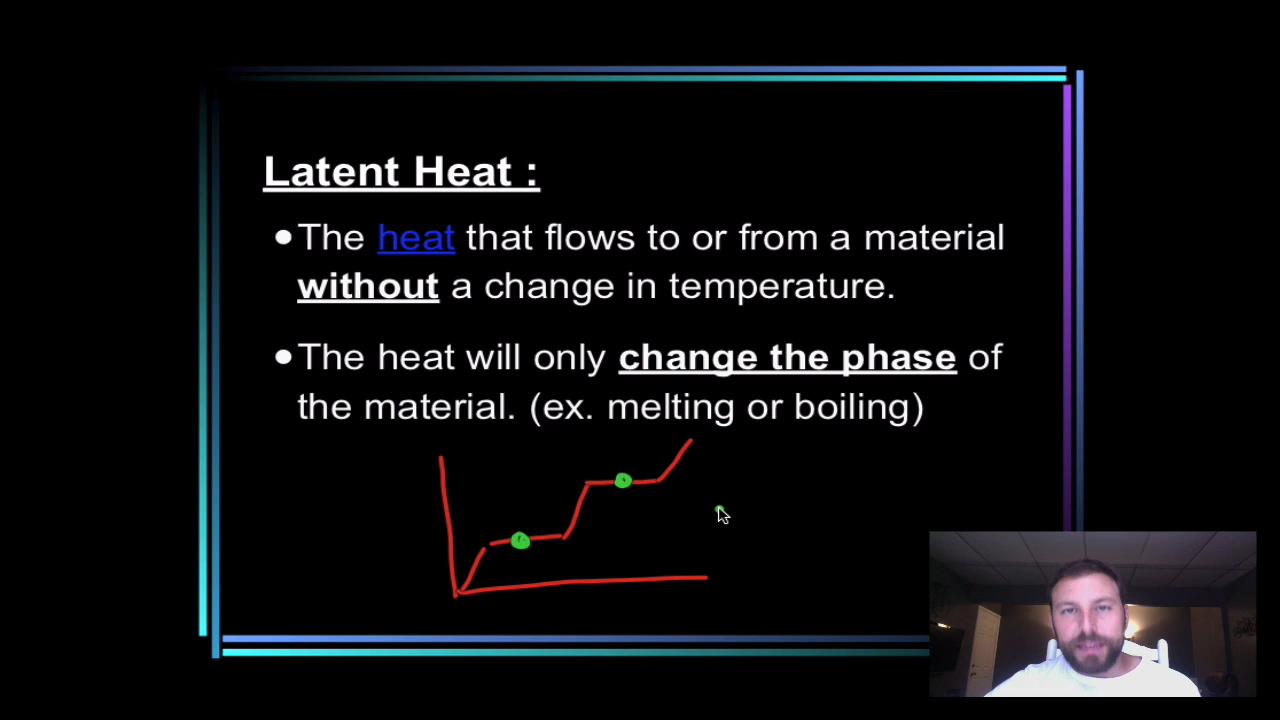 Latent Heat :
•The heat that flows to or from a material
without a change in temperature.
•The heat will only change the phase of
the material. (ex. melting or boiling)